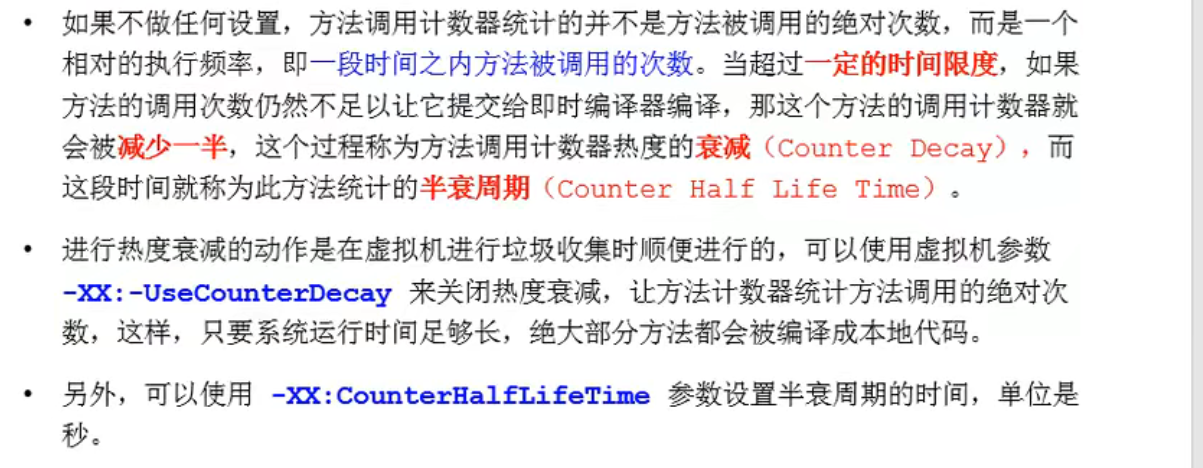 • 如果不做任何设置，方法调用计数器统计的并不是方法被调用的绝对次数，而是一个
相对的执行频率，即一段时间之内方法被调用的次数。当超过一定的时间限度，如果
方法的调用次数仍然不足以让它提交给即时编译器编译，那这个方法的调用计数器就
会被减少一半，这个过程称为方法调用计数器热度的衰减（Counter Decay），而
这段时间就称为此方法统计的半衰周期（Counter Half Life Time）。
• 进行热度衰减的动作是在虚拟机进行垃圾收集时顺便进行的，可以使用虚拟机参数
-XX:-UseCounterDecay 来关闭热度衰减，让方法计数器统计方法调用的绝对次
数，这样，只要系统运行时间足够长，绝大部分方法都会被编译成本地代码。
• 另外，可以使用 -XX:CounterHalfLifeTime 参数设置半衰周期的时间，单位是
秒。